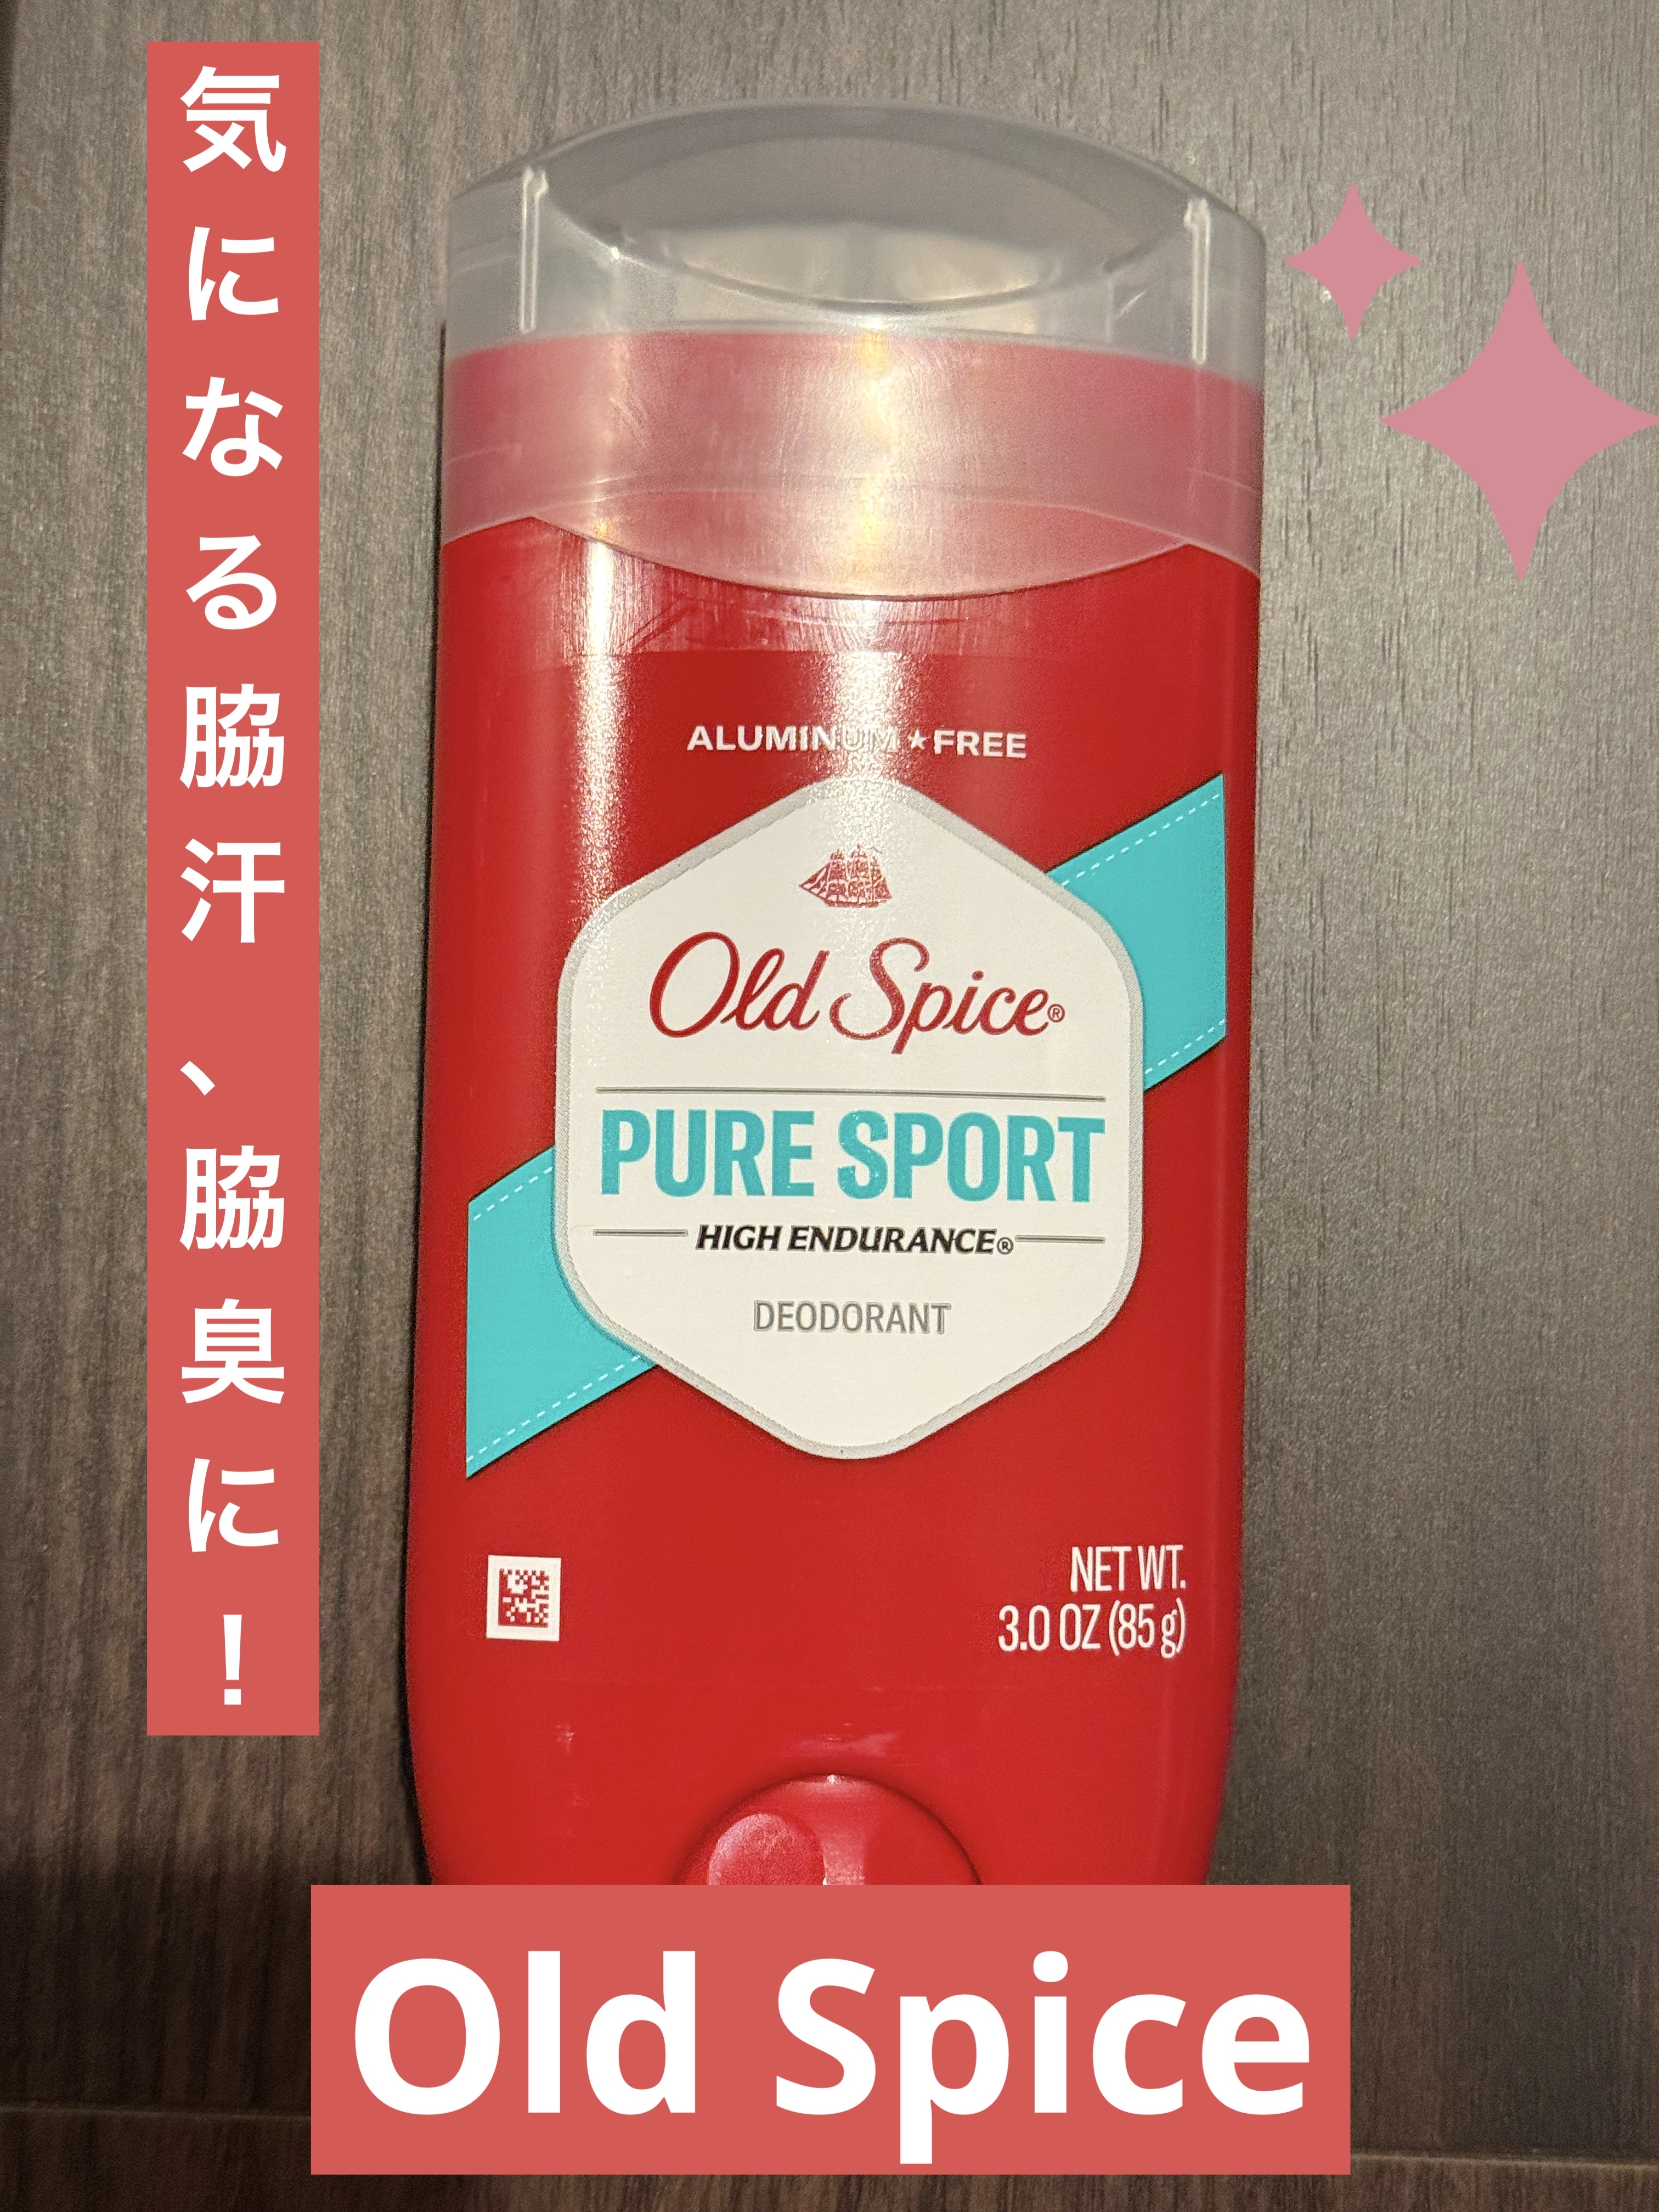 気になる脇汗、脇臭に！
ALUMINUM★FREE
Old Spice®
PURE SPORT
HIGH ENDURANCE®
DEODORANT
NET WT.
3.0 OZ (85 g)
Old Spice